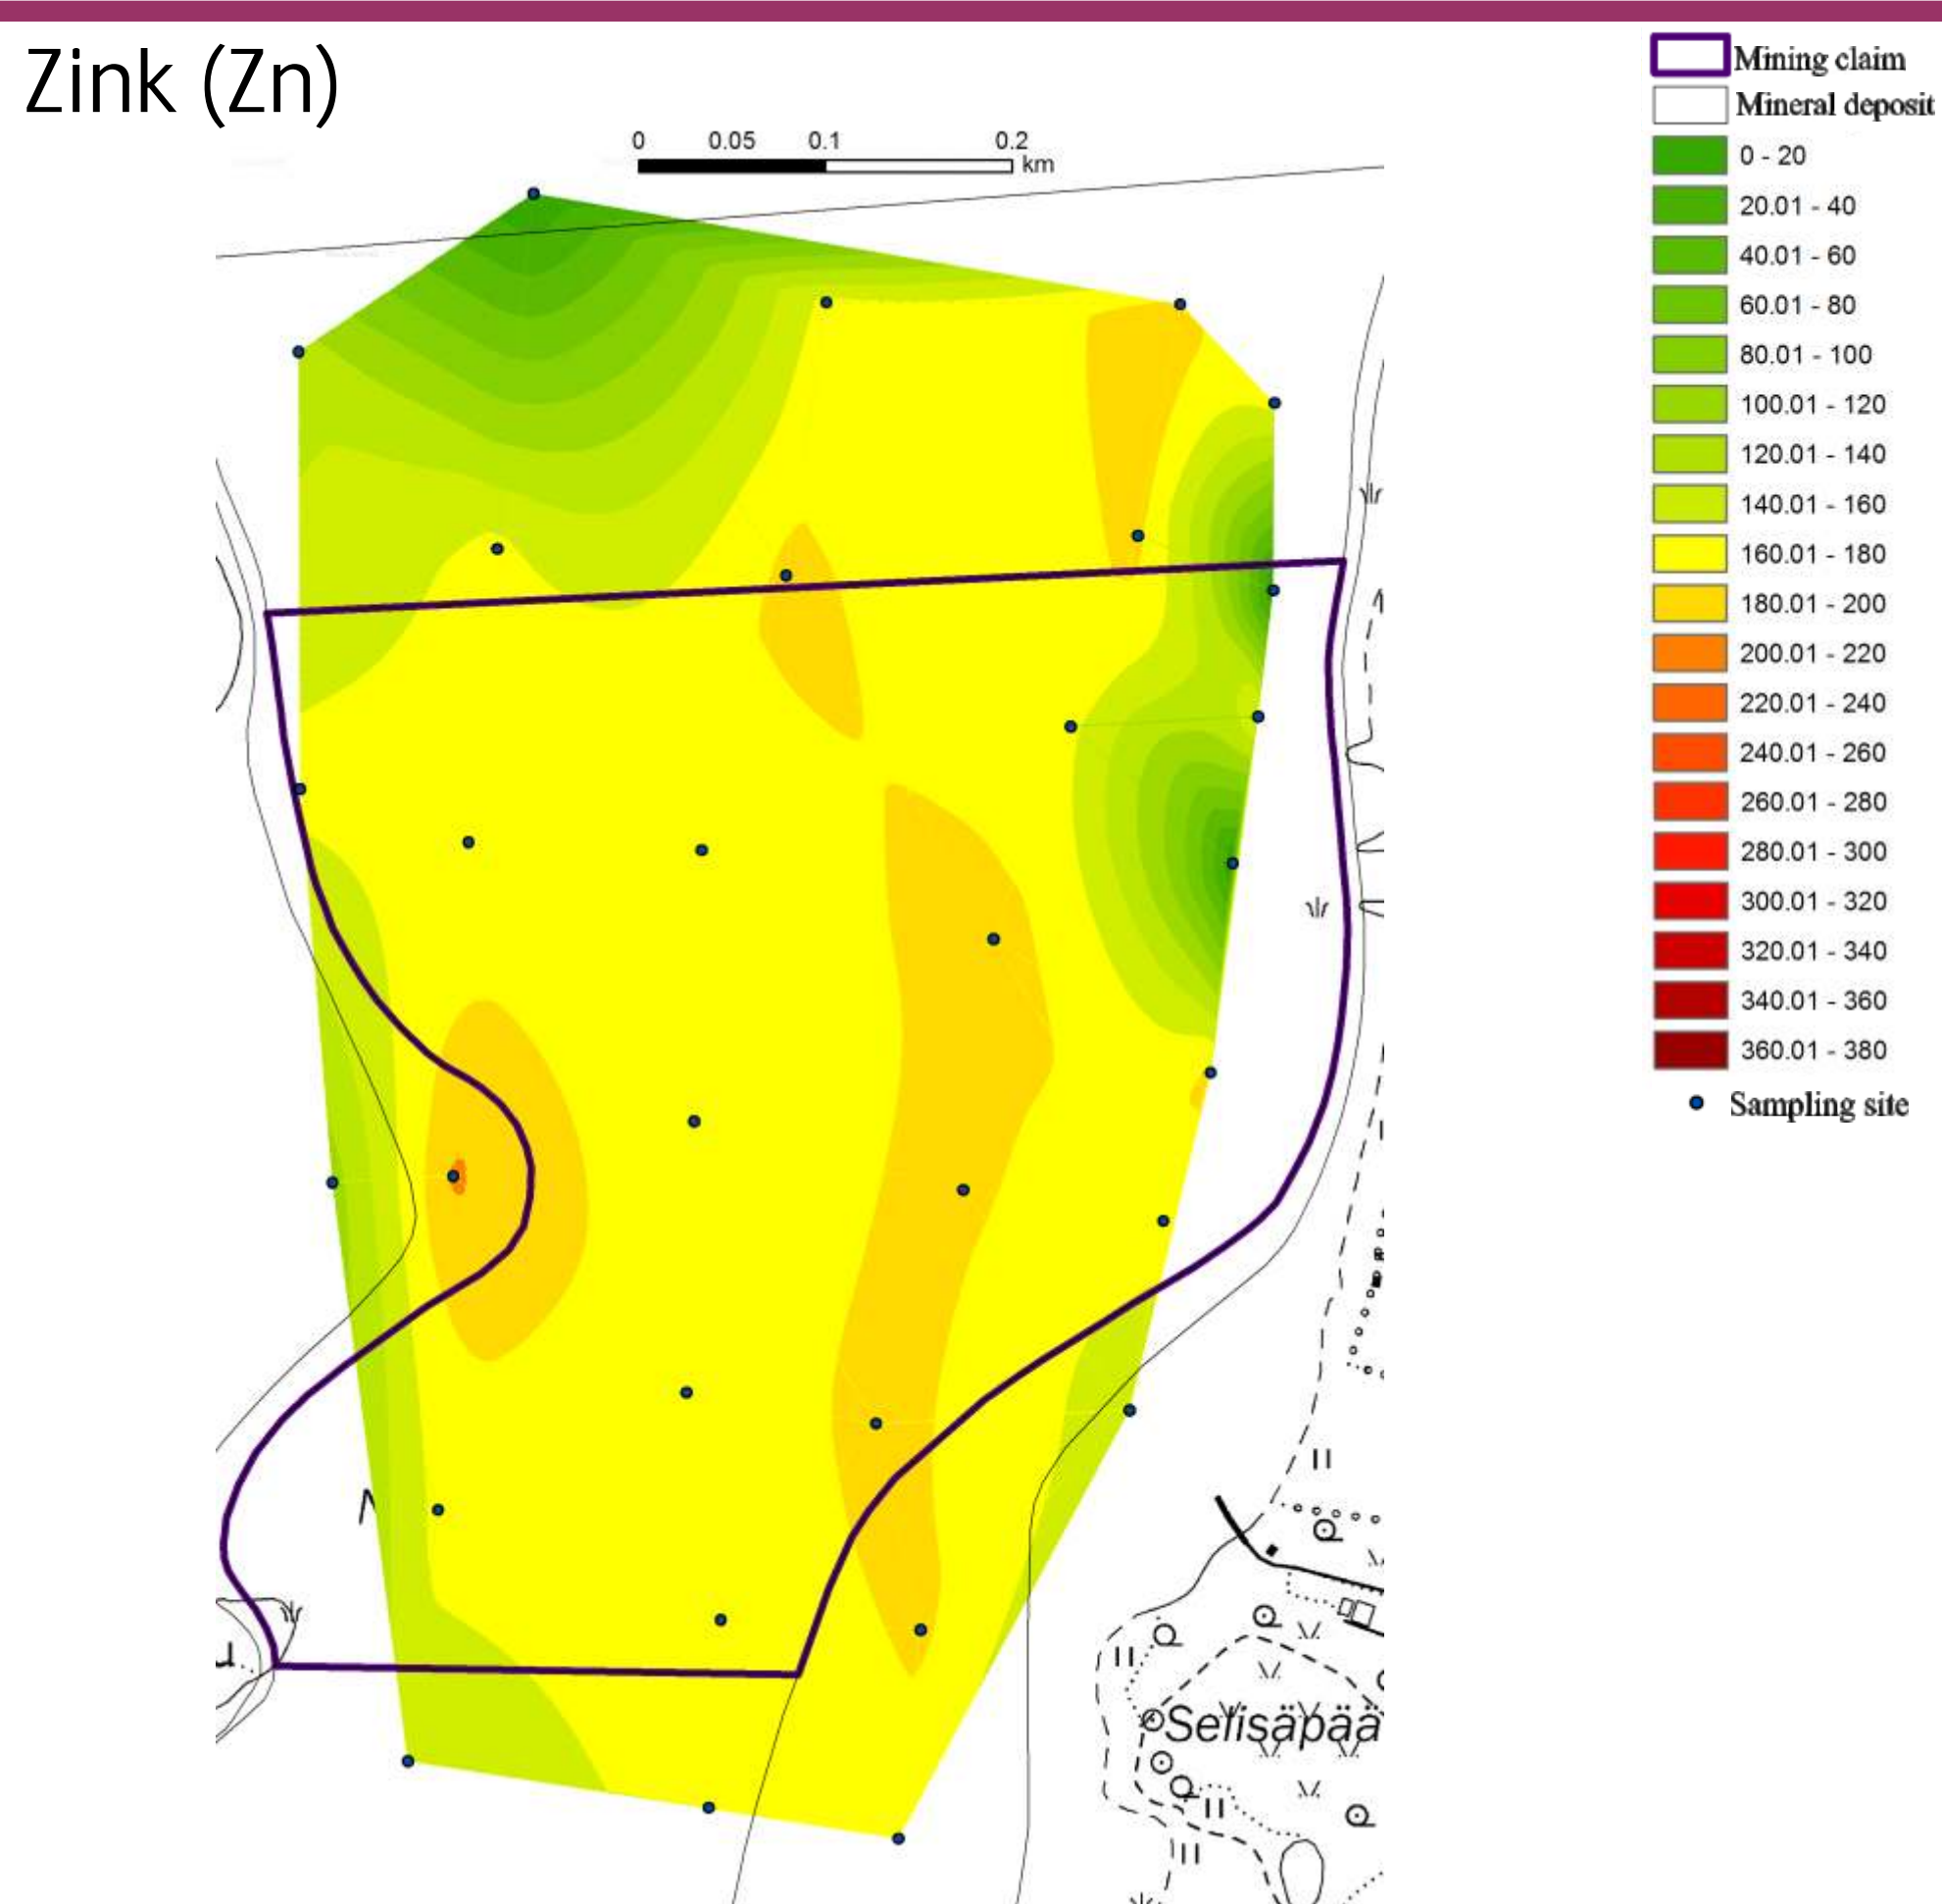 Zink (Zn)
0 0.05 0.1 0.2
km
Mining claim
Mineral deposit
0 - 20
20.01 - 40
40.01 - 60
60.01 - 80
80.01 - 100
100.01 - 120
120.01 - 140
140.01 - 160
160.01 - 180
180.01 - 200
200.01 - 220
220.01 - 240
240.01 - 260
260.01 - 280
280.01 - 300
300.01 - 320
320.01 - 340
340.01 - 360
360.01 - 380
Sampling site
Selisäpää